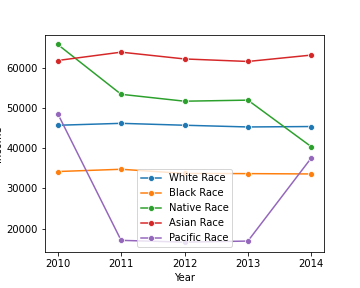 60000
50000
40000
30000
20000
White Race
Black Race
Native Race
Asian Race
Pacific Race
2010 2011 2012 2013 2014
Year